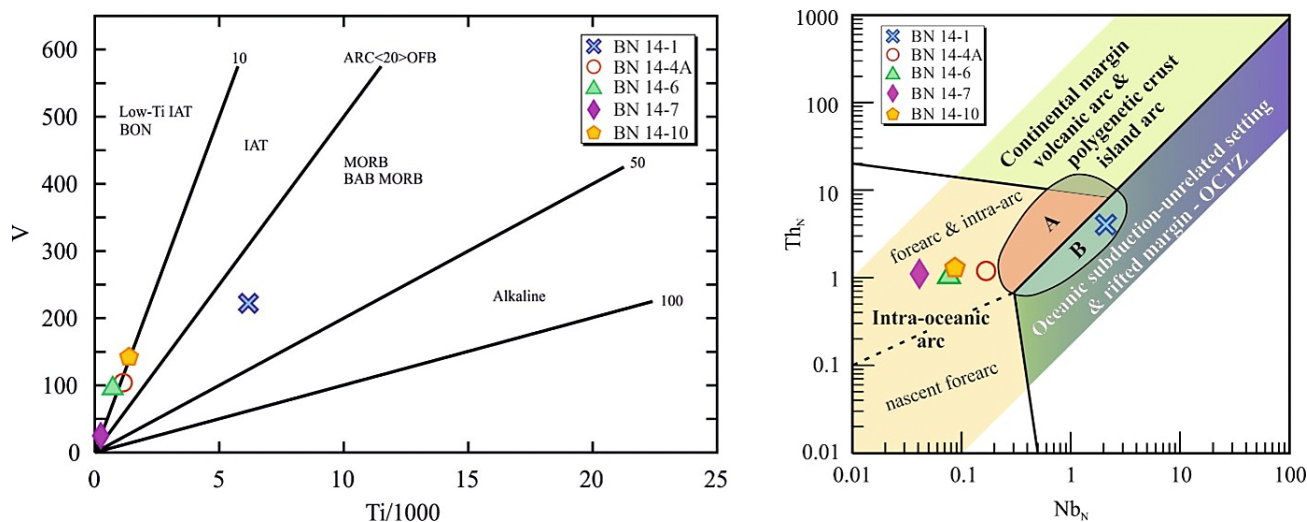 600
500
400
300
200
100
0
V
0
5
10
15
20
25
Ti/1000
10
ARC<20>OFB
50
100
Low-Ti IAT
BON
IAT
MORB
BAB MORB
Alkaline
BN 14-1
BN 14-4A
BN 14-6
BN 14-7
BN 14-10
1000
100
10
1
0.1
0.01
Th_N
0.01
0.1
1
10
100
Nb_N
BN 14-1
BN 14-4A
BN 14-6
BN 14-7
BN 14-10
Continental margin
volcanic arc &
polygenetic crust
island arc
forearc & intra-arc
A
B
Intra-oceanic
arc
nascent forearc
Oceanic subduction-unrelated setting
& rifted margin - OCTZ